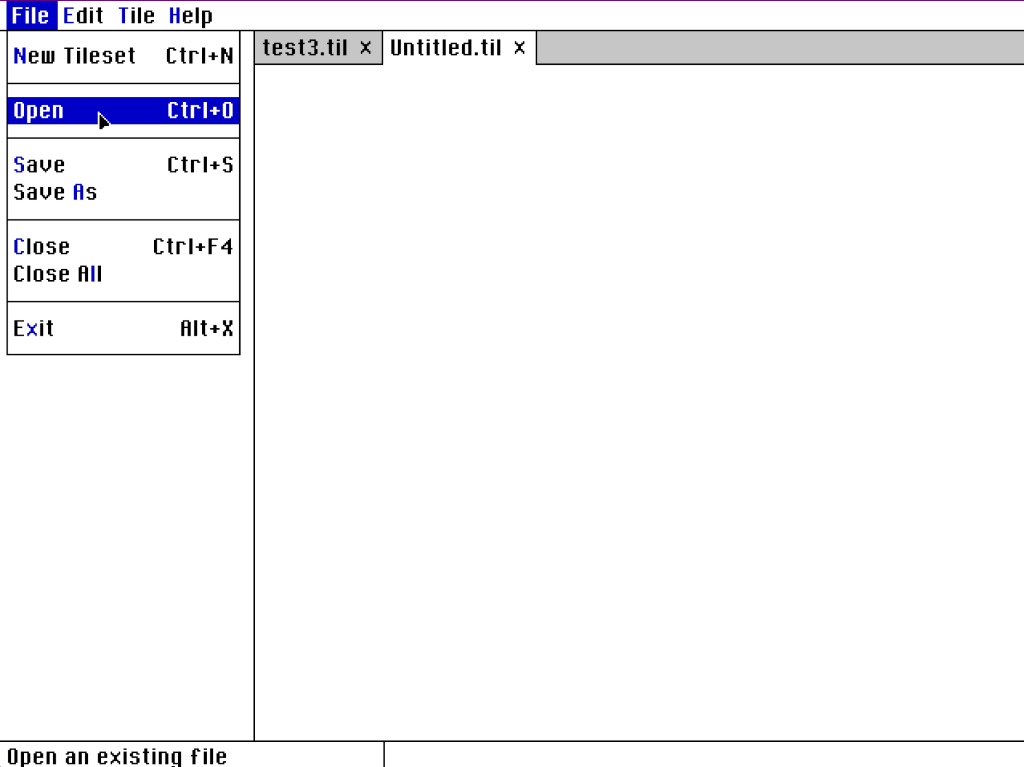 File Edit Tile Help
test3.til x Untitled.til x
New Tileset Ctrl+N
Open Ctrl+O
Save Ctrl+S
Save As
Close Ctrl+F4
Close All
Exit Alt+X
Open an existing file